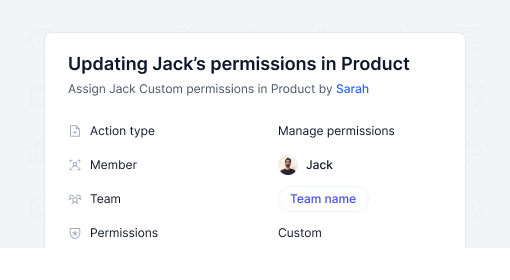 Updating Jack’s permissions in Product
Assign Jack Custom permissions in Product by Sarah
Action type Manage permissions
Member Jack
Team Team name
Permissions Custom